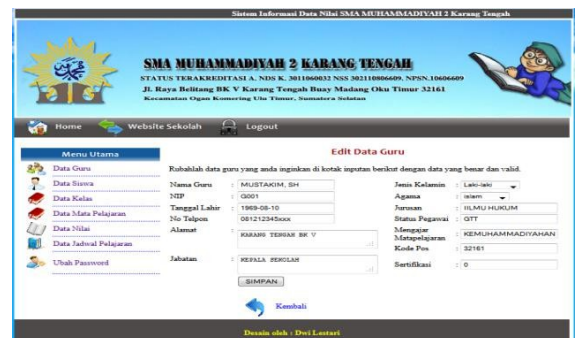 Sistem Informasi Data Nilai SMA MUHAMMADIYAH 2 Karang Tengah
SMA MUHAMMADIYAH 2 KARANG TENGAH
STATUS TERAKREDITASI A. NDS K. 3011060032 NSS 302110806609. NPSN.10606609
Jl. Raya Belitang BK V Karang Tengah Buay Madang Oku Timur 32161
Kecamatan Ogan Komering Ulu Timur, Sumatera Selatan
Home Website Sekolah Logout
Menu Utama
Data Guru
Data Siswa
Data Kelas
Data Mata Pelajaran
Data Nilai
Data Jadwal Pelajaran
Ubah Password
Edit Data Guru
Rubahlah data guru yang anda inginkan di kotak inputan berikut dengan data yang benar dan valid.
Nama Guru : MUSTAKIM, SH
NIP : G001
Tanggal Lahir : 1969-08-10
No Telpon : 081212345xxx
Alamat : KARANG TENGAH BK V
Jabatan : KEPALA SEKOLAH
Jenis Kelamin : Laki-laki
Agama : islam
Jurusan : IILMU HUKUM
Status Pegawai : GTT
Mengajar
Matapelajaran : KEMUHAMMADIYAHAN
Kode Pos : 32161
Sertifikasi : 0
SIMPAN
Kembali
Desain oleh : Dwi Lestari